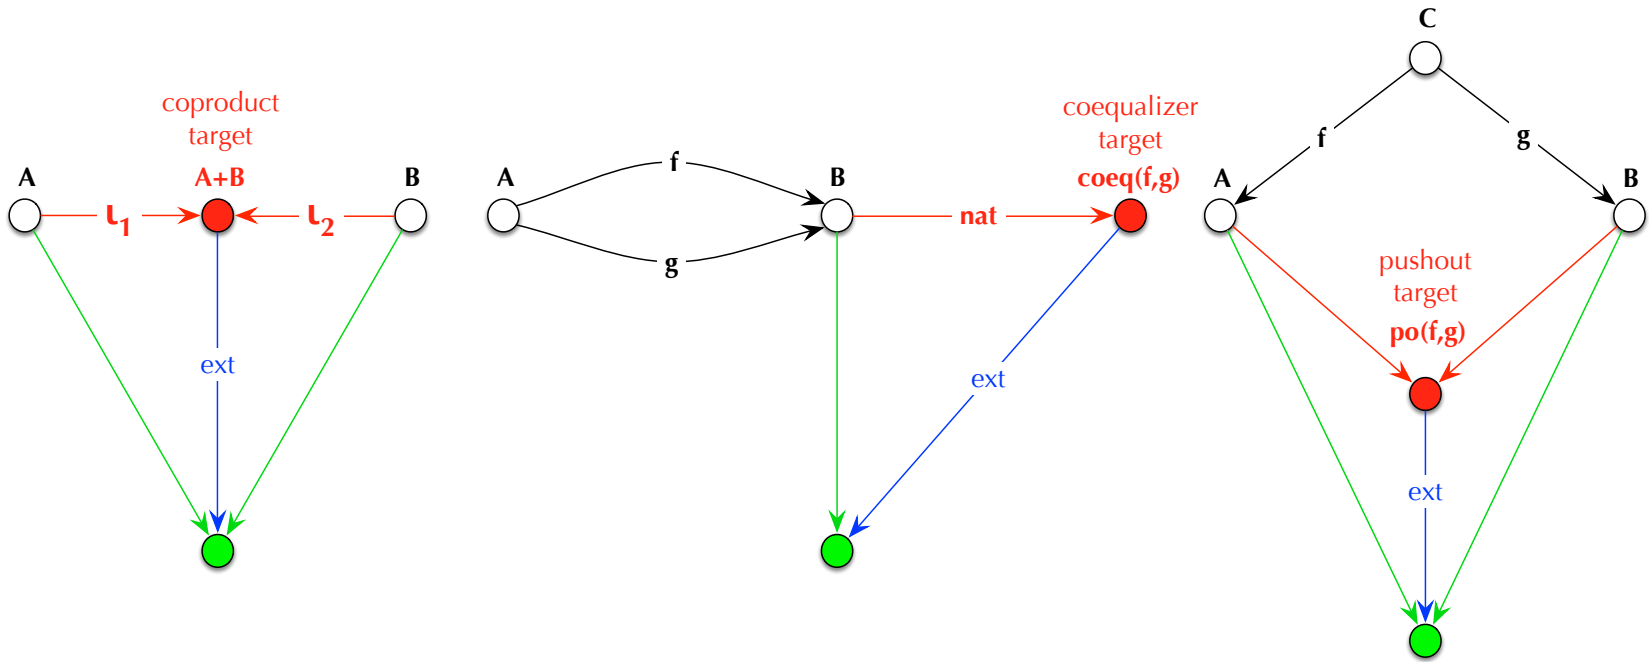 coproduct
target
A
A+B
B
ι1
ι2
ext
A
f
g
B
nat
coequalizer
target
coeq(f,g)
ext
C
f
g
A
B
pushout
target
po(f,g)
ext